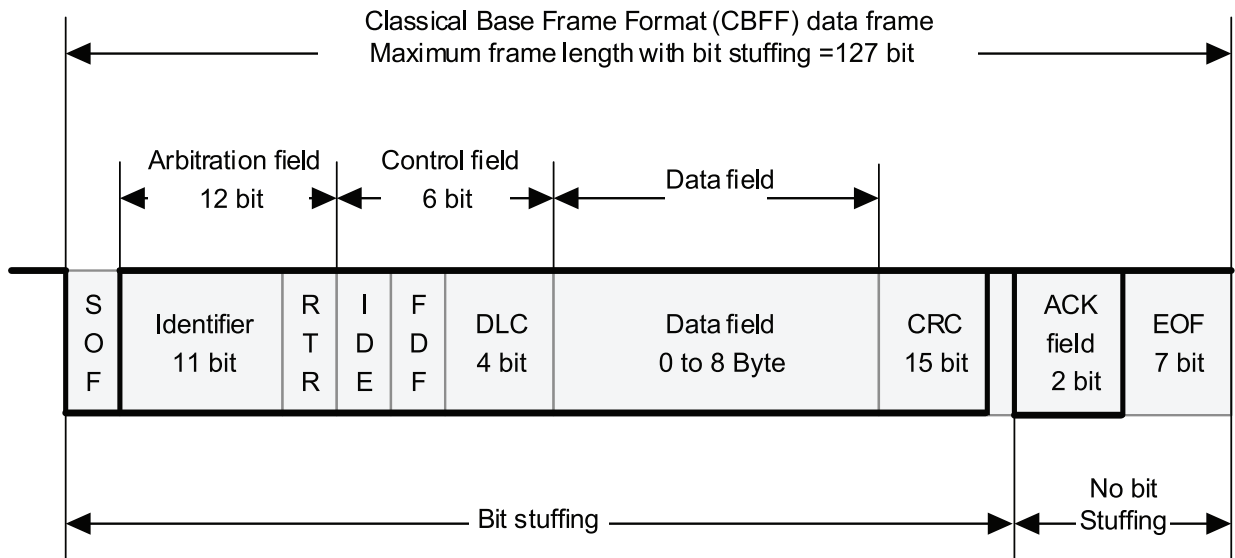 Classical Base Frame Format (CBFF) data frame
Maximum frame length with bit stuffing =127 bit
Arbitration field
12 bit
Control field
6 bit
Data field
S
O
F
Identifier
11 bit
R
T
R
I
D
E
F
D
F
DLC
4 bit
Data field
0 to 8 Byte
CRC
15 bit
ACK
field
2 bit
EOF
7 bit
Bit stuffing
No bit
Stuffing